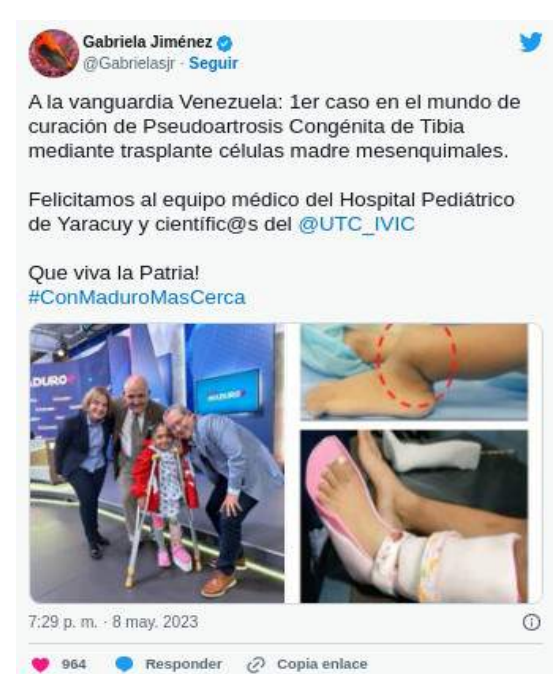 Gabriela Jiménez
@Gabrielasjr · Seguir
A la vanguardia Venezuela: 1er caso en el mundo de
curación de Pseudoartrosis Congénita de Tibia
mediante trasplante células madre mesenquimales.
Felicitamos al equipo médico del Hospital Pediátrico
de Yaracuy y científic@s del @UTC_IVIC
Que viva la Patria!
#ConMaduroMasCerca
ADURO+
7:29 p. m. · 8 may. 2023
964 Responder Copia enlace